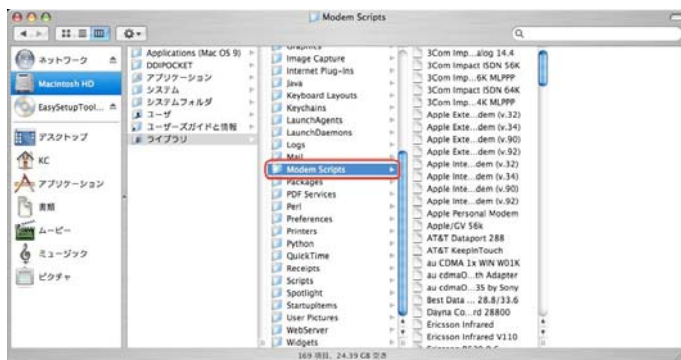 Modem Scripts
ネットワーク
Macintosh HD
EasySetupTool...
デスクトップ
KC
アプリケーション
書類
ムービー
ミュージック
ピクチャ
Applications (Mac OS 9)
DDIPOCKET
アプリケーション
システム
システムフォルダ
ユーザ
ユーザーズガイドと情報
ライブラリ
Graphics
Image Capture
Internet Plug-Ins
Java
Keyboard Layouts
Keychains
LaunchAgents
LaunchDaemons
Logs
Mail
Modem Scripts
Packages
PDF Services
Perl
Preferences
Printers
Python
QuickTime
Receipts
Scripts
Spotlight
StartupItems
User Pictures
WebServer
Widgets
3Com Imp...alog 14.4
3Com Impact ISDN 56K
3Com Imp...6K MLPPP
3Com Impact ISDN 64K
3Com Imp...4K MLPPP
Apple Exte...dem (v.32)
Apple Exte...dem (v.34)
Apple Exte...dem (v.90)
Apple Exte...dem (v.92)
Apple Inte...dem (v.32)
Apple Inte...dem (v.34)
Apple Inte...dem (v.90)
Apple Inte...dem (v.92)
Apple Personal Modem
Apple/GV 56k
AT&T Dataport 288
AT&T KeepInTouch
au CDMA 1x WIN W01K
au cdmaO...th Adapter
au cdmaO...35 by Sony
Best Data ... 28.8/33.6
Dayna Co...rd 28800
Ericsson Infrared
Ericsson Infrared V110
169 項目、24.39 GB 空き